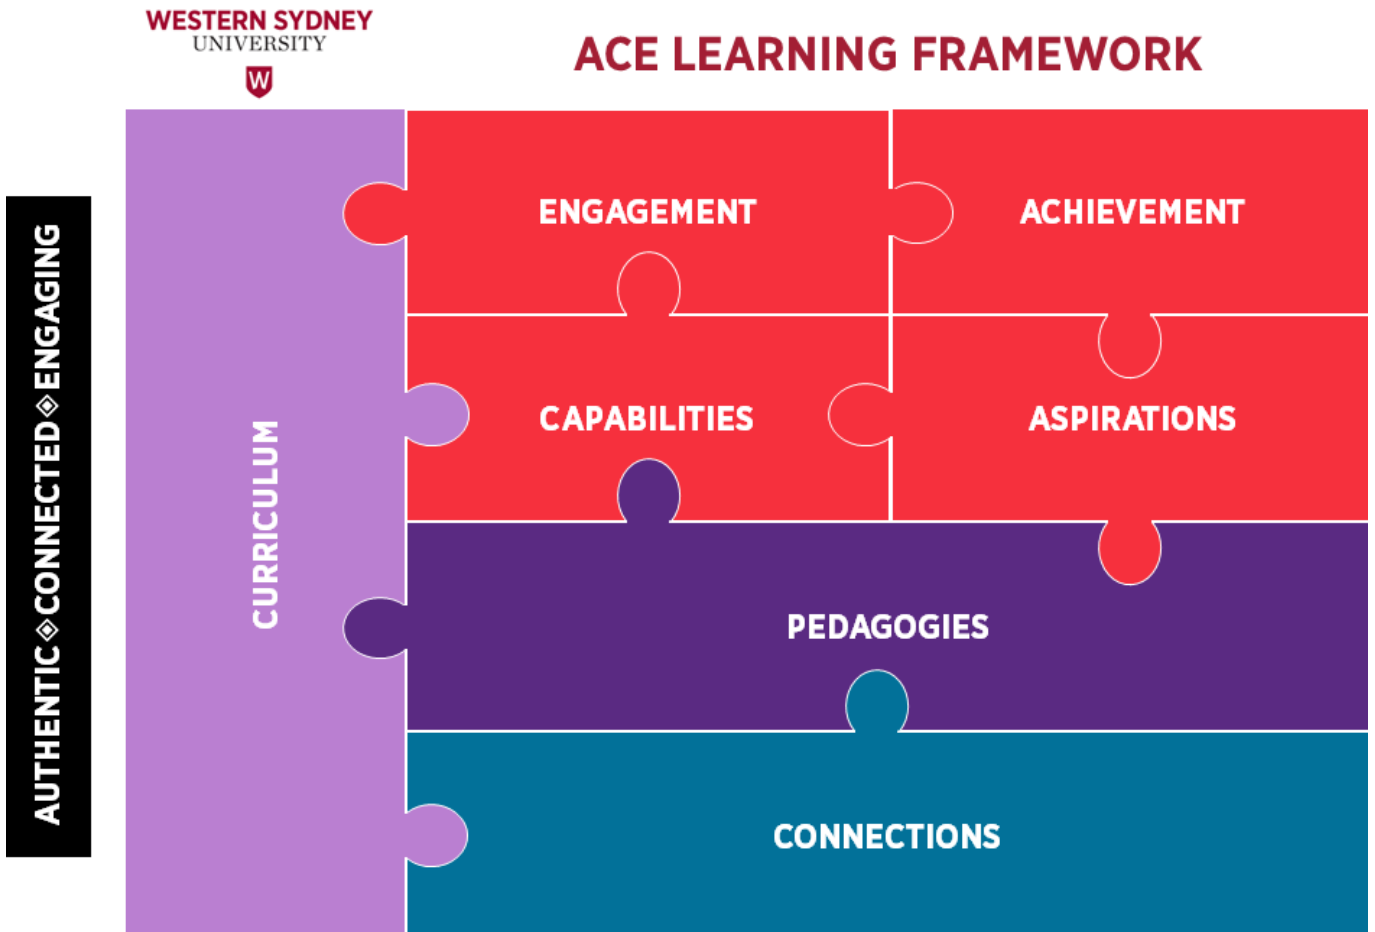 WESTERN SYDNEY
UNIVERSITY
W
ACE LEARNING FRAMEWORK
AUTHENTIC◈CONNECTED◈ENGAGING
CURRICULUM
ENGAGEMENT
ACHIEVEMENT
CAPABILITIES
ASPIRATIONS
PEDAGOGIES
CONNECTIONS